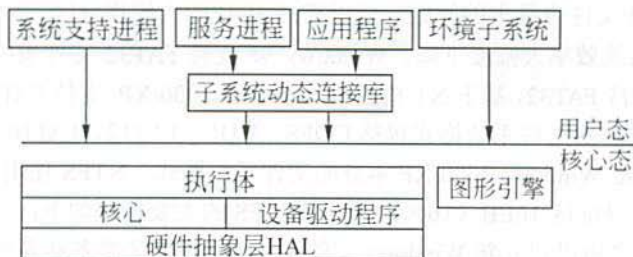 系统支持进程 服务进程 应用程序 环境子系统
子系统动态连接库
用户态
核心态
执行体
图形引擎
核心 设备驱动程序
硬件抽象层HAL